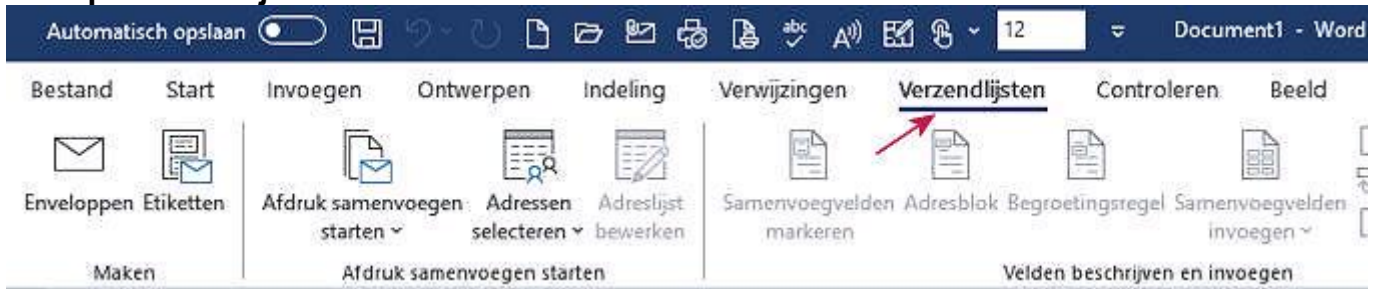 Automatisch opslaan 12 Document1 - Word
Bestand Start Invoegen Ontwerpen Indeling Verwijzingen Verzendlijsten Controleren Beeld
Enveloppen Etiketten Afdruk samenvoegen Adressen Adreslijst Samenvoegvelden Adresblok Begroetingsregel Samenvoegvelden
starten selecteren bewerken markeren invoegen
Maken Afdruk samenvoegen starten Velden beschrijven en invoegen